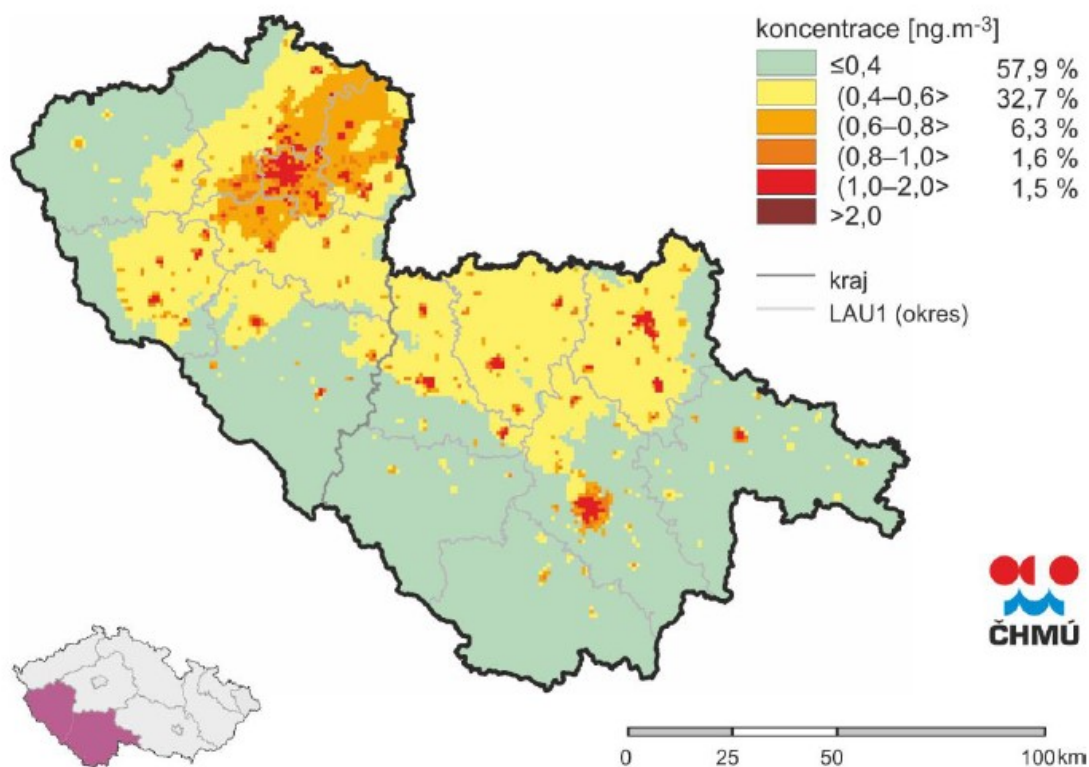 koncentrace [ng.m-3]
≤0,4 57,9 %
(0,4–0,6> 32,7 %
(0,6–0,8> 6,3 %
(0,8–1,0> 1,6 %
(1,0–2,0> 1,5 %
>2,0
kraj
LAU1 (okres)
ČHMÚ
0 25 50 100 km